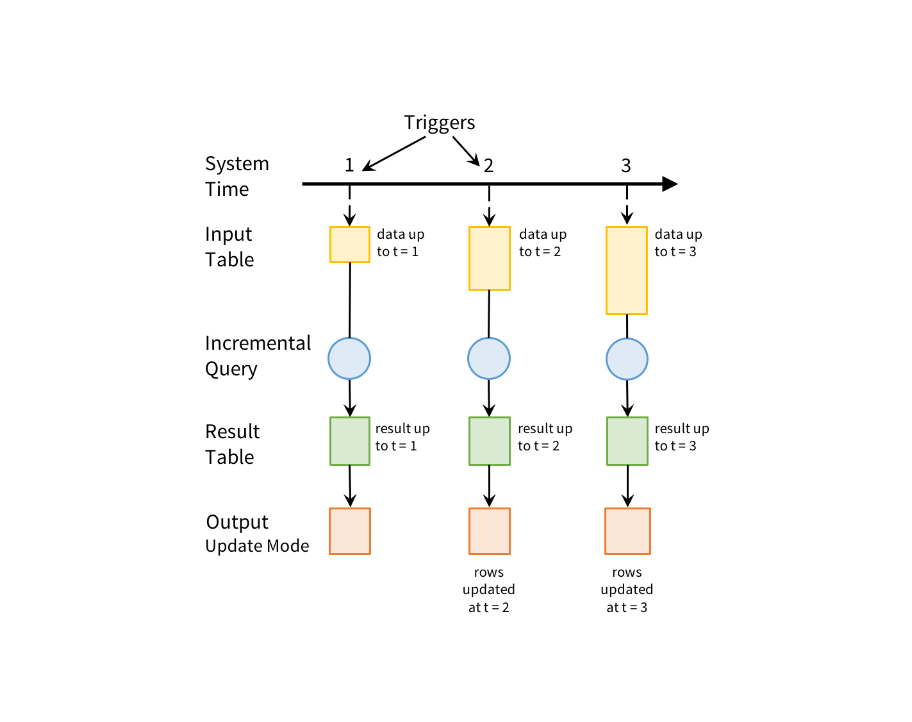 Triggers
System
Time
1
2
3
Input
Table
data up
to t = 1
data up
to t = 2
data up
to t = 3
Incremental
Query
Result
Table
result up
to t = 1
result up
to t = 2
result up
to t = 3
Output
Update Mode
rows
updated
at t = 2
rows
updated
at t = 3